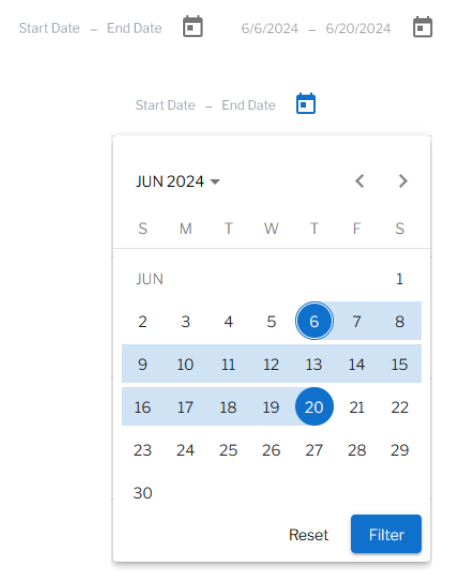 Start Date – End Date 6/6/2024 – 6/20/2024
Start Date – End Date
JUN 2024
S M T W T F S
JUN 1
2 3 4 5 6 7 8
9 10 11 12 13 14 15
16 17 18 19 20 21 22
23 24 25 26 27 28 29
30
Reset Filter